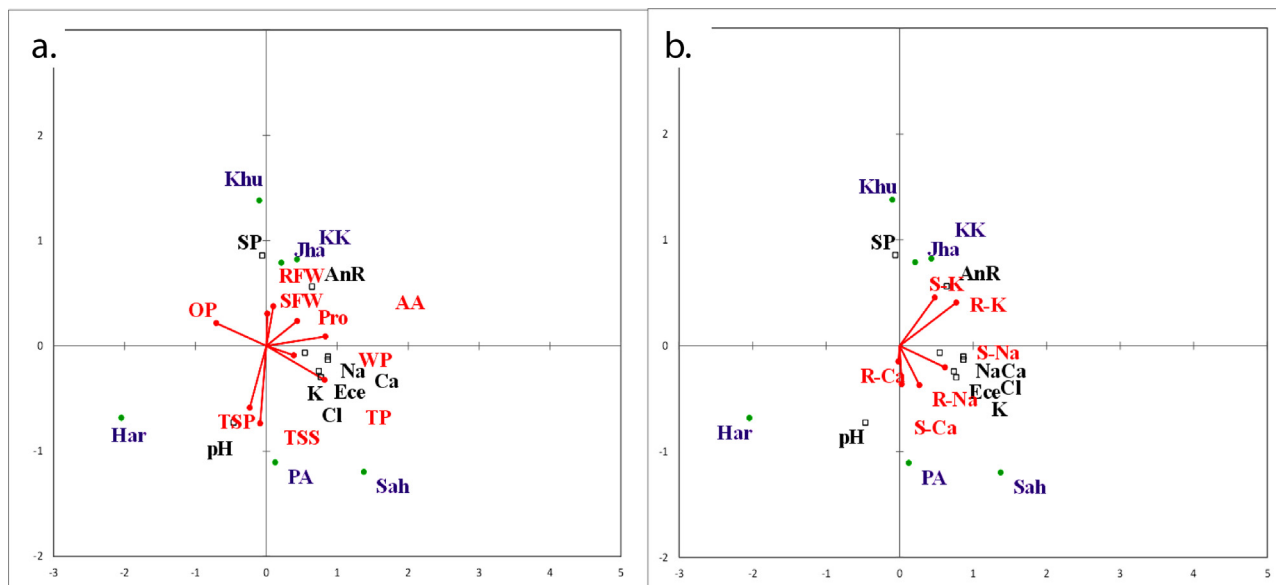 a.
2
1
0
-1
-2
-3
-2
-1
0
1
2
3
4
5
Khu
SP
KK
Jha
RFW
AnR
SFW
OP
AA
Pro
WP
Na
Ca
K
Ece
Cl
TP
TSP
TSS
Har
pH
PA
Sah
b.
2
1
0
-1
-2
-3
-2
-1
0
1
2
3
4
5
Khu
SP
KK
Jha
AnR
S-K
R-K
S-Na
R-Ca
NaCa
Ece
Cl
R-Na
K
S-Ca
Har
pH
PA
Sah